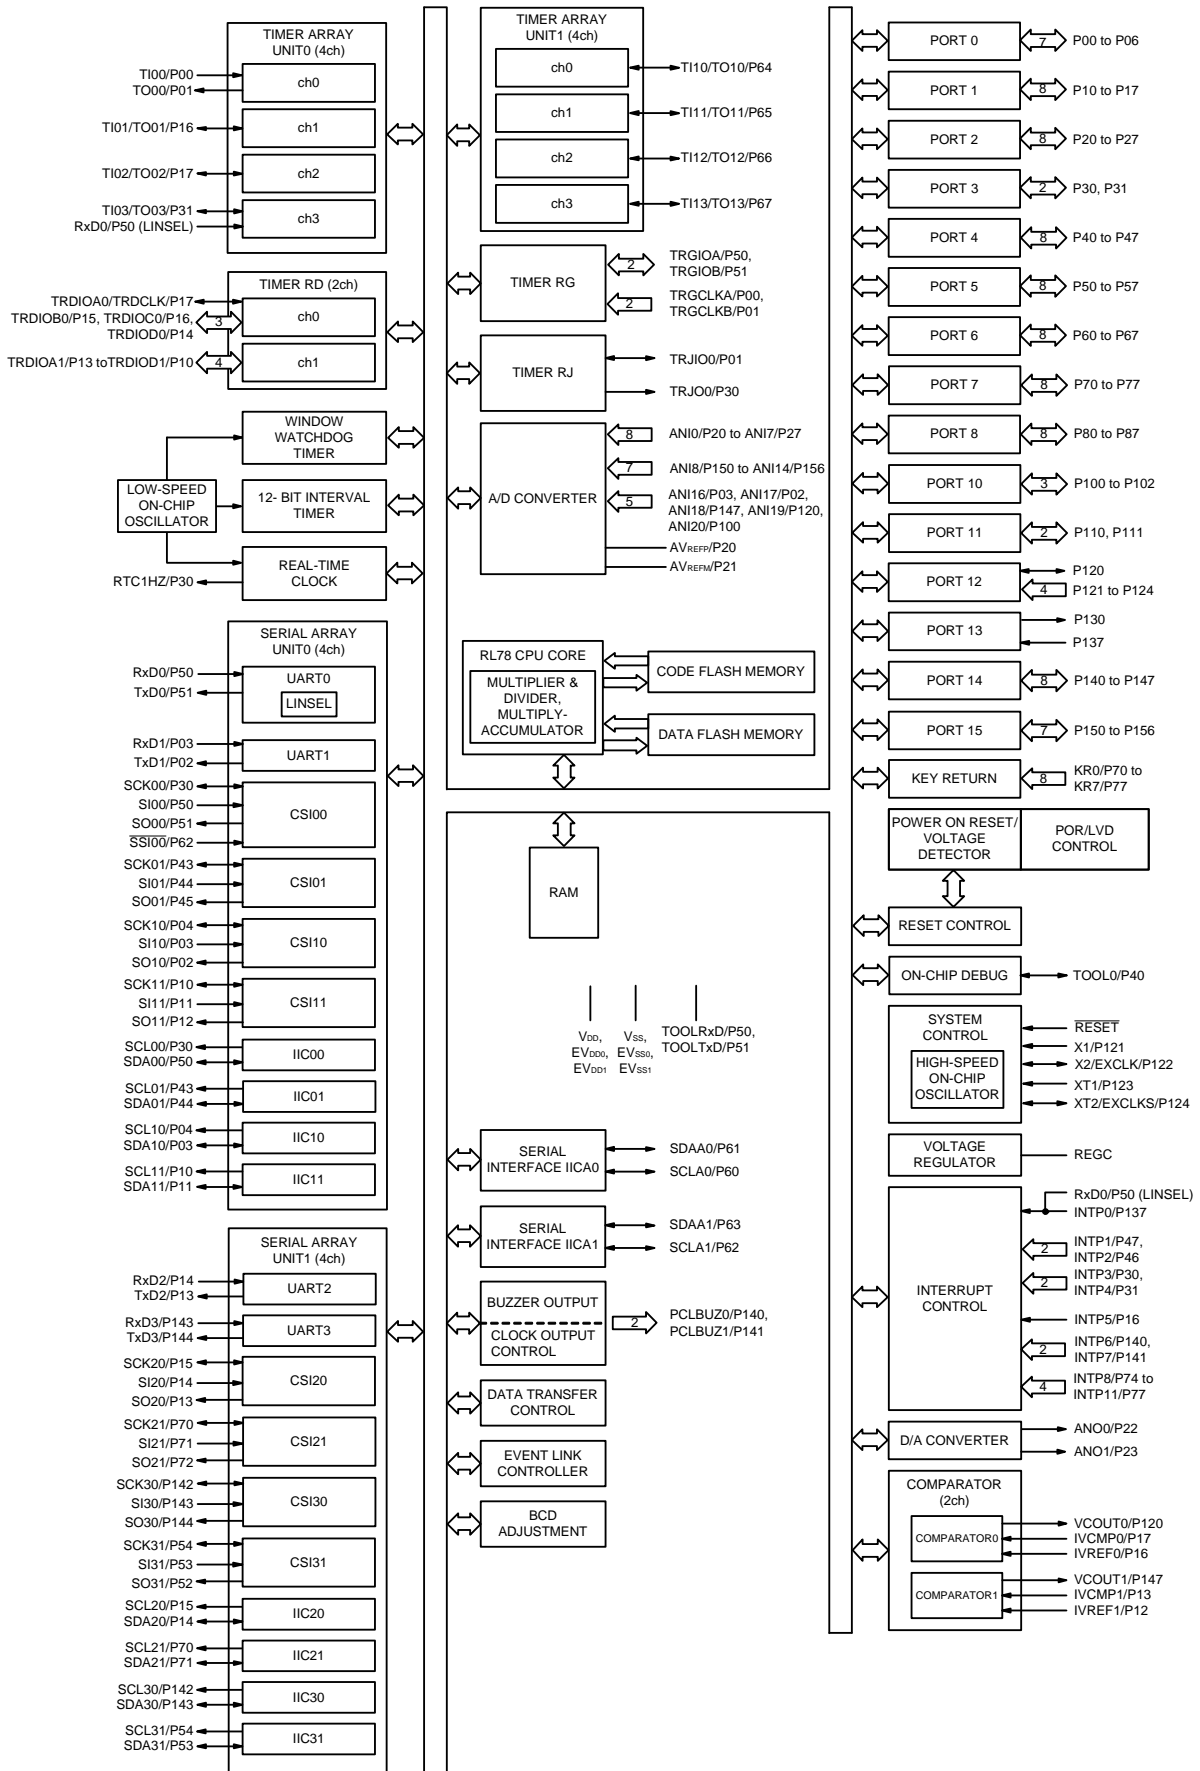 TIMER ARRAY
UNIT0 (4ch)
TI00/P00
TO00/P01
ch0
TI01/TO01/P16
ch1
TI02/TO02/P17
ch2
TI03/TO03/P31
RxD0/P50 (LINSEL)
ch3
TIMER RD (2ch)
TRDIOA0/TRDCLK/P17
TRDIOB0/P15, TRDIOC0/P16,
TRDIOD0/P14
3
ch0
TRDIOA1/P13 toTRDIOD1/P10
4
ch1
WINDOW
WATCHDOG
TIMER
LOW-SPEED
ON-CHIP
OSCILLATOR
12- BIT INTERVAL
TIMER
RTC1HZ/P30
REAL-TIME
CLOCK
SERIAL ARRAY
UNIT0 (4ch)
RxD0/P50
TxD0/P51
UART0
LINSEL
RxD1/P03
TxD1/P02
UART1
SCK00/P30
SI00/P50
SO00/P51
SSI00/P62
CSI00
SCK01/P43
SI01/P44
SO01/P45
CSI01
SCK10/P04
SI10/P03
SO10/P02
CSI10
SCK11/P10
SI11/P11
SO11/P12
CSI11
SCL00/P30
SDA00/P50
IIC00
SCL01/P43
SDA01/P44
IIC01
SCL10/P04
SDA10/P03
IIC10
SCL11/P10
SDA11/P11
IIC11
SERIAL ARRAY
UNIT1 (4ch)
RxD2/P14
TxD2/P13
UART2
RxD3/P143
TxD3/P144
UART3
SCK20/P15
SI20/P14
SO20/P13
CSI20
SCK21/P70
SI21/P71
SO21/P72
CSI21
SCK30/P142
SI30/P143
SO30/P144
CSI30
SCK31/P54
SI31/P53
SO31/P52
CSI31
SCL20/P15
SDA20/P14
IIC20
SCL21/P70
SDA21/P71
IIC21
SCL30/P142
SDA30/P143
IIC30
SCL31/P54
SDA31/P53
IIC31
TIMER ARRAY
UNIT1 (4ch)
ch0
TI10/TO10/P64
ch1
TI11/TO11/P65
ch2
TI12/TO12/P66
ch3
TI13/TO13/P67
TIMER RG
2
TRGIOA/P50,
TRGIOB/P51
2
TRGCLKA/P00,
TRGCLKB/P01
TIMER RJ
TRJIO0/P01
TRJO0/P30
A/D CONVERTER
8
ANI0/P20 to ANI7/P27
7
ANI8/P150 to ANI14/P156
5
ANI16/P03, ANI17/P02,
ANI18/P147, ANI19/P120,
ANI20/P100
AVREFP/P20
AVREFM/P21
RL78 CPU CORE
MULTIPLIER &
DIVIDER,
MULTIPLY-
ACCUMULATOR
CODE FLASH MEMORY
DATA FLASH MEMORY
RAM
VDD,
EVDD0,
EVDD1
VSS,
EVSS0,
EVSS1
TOOLRxD/P50,
TOOLTxD/P51
SERIAL
INTERFACE IICA0
SDAA0/P61
SCLA0/P60
SERIAL
INTERFACE IICA1
SDAA1/P63
SCLA1/P62
BUZZER OUTPUT
CLOCK OUTPUT
CONTROL
2
PCLBUZ0/P140,
PCLBUZ1/P141
DATA TRANSFER
CONTROL
EVENT LINK
CONTROLLER
BCD
ADJUSTMENT
PORT 0
7
P00 to P06
PORT 1
8
P10 to P17
PORT 2
8
P20 to P27
PORT 3
2
P30, P31
PORT 4
8
P40 to P47
PORT 5
8
P50 to P57
PORT 6
8
P60 to P67
PORT 7
8
P70 to P77
PORT 8
8
P80 to P87
PORT 10
3
P100 to P102
PORT 11
2
P110, P111
PORT 12
P120
4
P121 to P124
PORT 13
P130
P137
PORT 14
8
P140 to P147
PORT 15
7
P150 to P156
KEY RETURN
8
KR0/P70 to
KR7/P77
POWER ON RESET/
VOLTAGE
DETECTOR
POR/LVD
CONTROL
RESET CONTROL
ON-CHIP DEBUG
TOOL0/P40
SYSTEM
CONTROL
HIGH-SPEED
ON-CHIP
OSCILLATOR
RESET
X1/P121
X2/EXCLK/P122
XT1/P123
XT2/EXCLKS/P124
VOLTAGE
REGULATOR
REGC
INTERRUPT
CONTROL
RxD0/P50 (LINSEL)
INTP0/P137
2
INTP1/P47,
INTP2/P46
2
INTP3/P30,
INTP4/P31
INTP5/P16
2
INTP6/P140,
INTP7/P141
4
INTP8/P74 to
INTP11/P77
D/A CONVERTER
ANO0/P22
ANO1/P23
COMPARATOR
(2ch)
COMPARATOR0
VCOUT0/P120
IVCMP0/P17
IVREF0/P16
COMPARATOR1
VCOUT1/P147
IVCMP1/P13
IVREF1/P12